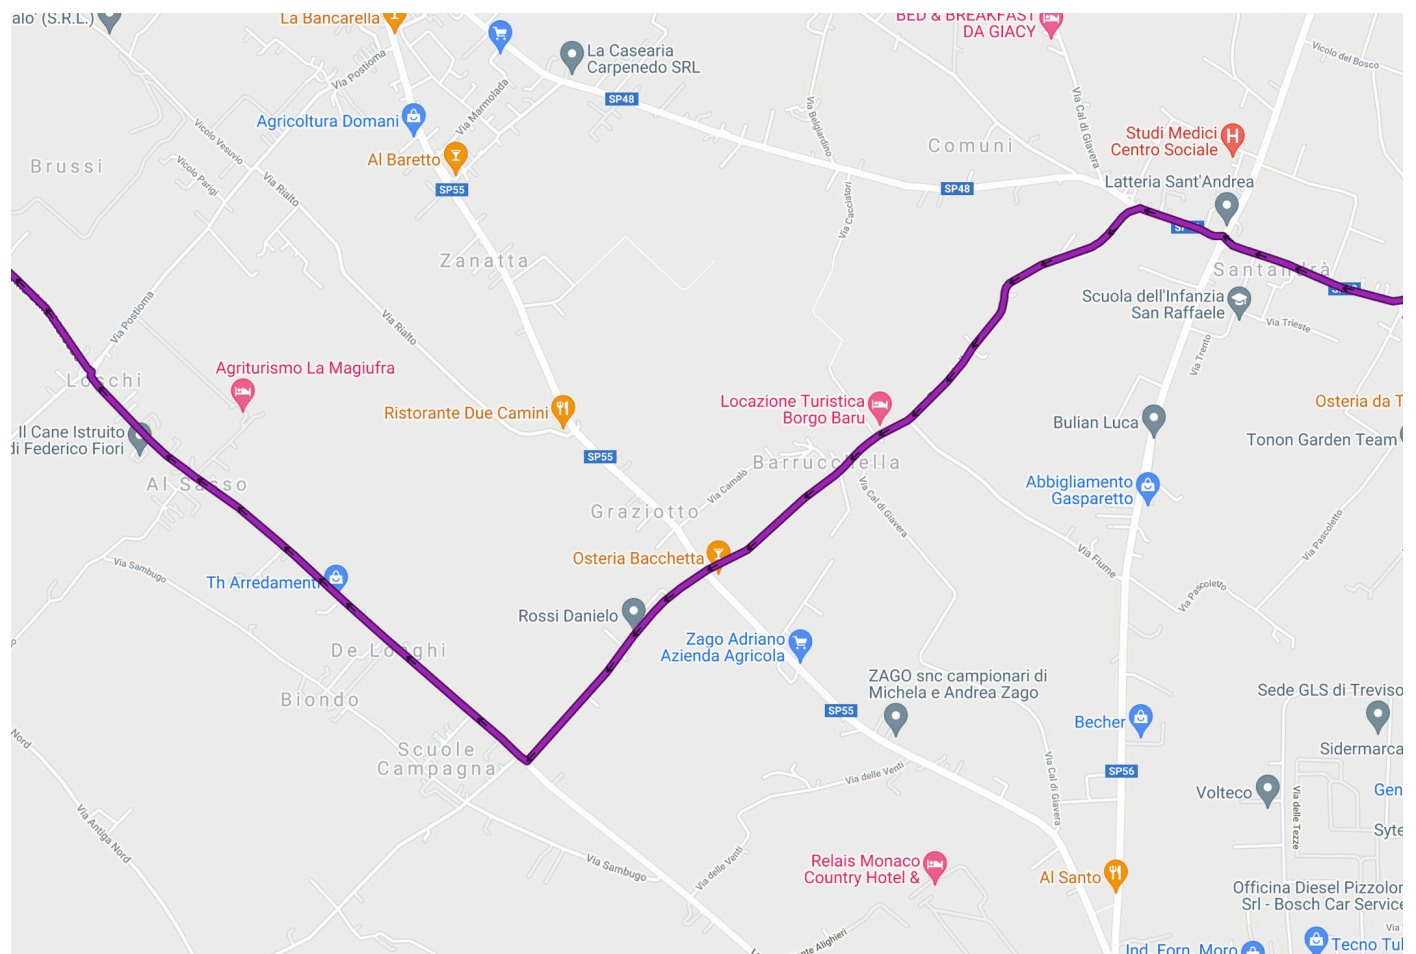 alo' (S.R.L.)
La Bancarella
BED & BREAKFAST
DA GIACY
Vicolo del Bosco
La Casearia
Carpenedo SRL
Via Postioma
Via Marmolada
SP48
Via Belgiardino
Via Cal di Giavera
Agricoltura Domani
Vicolo Vesuvio
Studi Medici
Centro Sociale
Comuni
Brussi
Al Baretto
Vicolo Parigi
Via Rialto
SP55
SP48
Latteria Sant'Andrea
Via Cacciatori
Zanatta
Santandrà
Scuola dell'Infanzia
San Raffaele
Via Trieste
Via Postioma
Via Rialto
Via Trento
Agriturismo La Magiufra
Loschi
Locazione Turistica
Borgo Baru
Osteria da T
Ristorante Due Camini
Bulian Luca
Tonon Garden Team
Il Cane Istruito
di Federico Fiori
SP55
Barrucchella
Al Sasso
Via Camalò
Via Cal di Giavera
Abbigliamento
Gasparetto
Graziotto
Via Pascoletto
Osteria Bacchetta
Via Fiume
Via Sambugo
Th Arredamenti
Via Pascoletto
Rossi Danielo
Zago Adriano
Azienda Agricola
De Longhi
ZAGO snc campionari di
Michela e Andrea Zago
Biondo
Sede GLS di Treviso
SP55
Becher
Nord
Scuole
Campagna
Sidermarca
Via delle Venti
SP56
Via Cal di Giavera
Volteco
Via delle Tezze
Gen
Via Antiga Nord
Syte
Via Sambugo
Via delle Venti
Relais Monaco
Country Hotel &
Al Santo
Officina Diesel Pizzolon
Srl - Bosch Car Service
Via
nte Alighieri
Ind. Forn. Moro
Tecno Tul